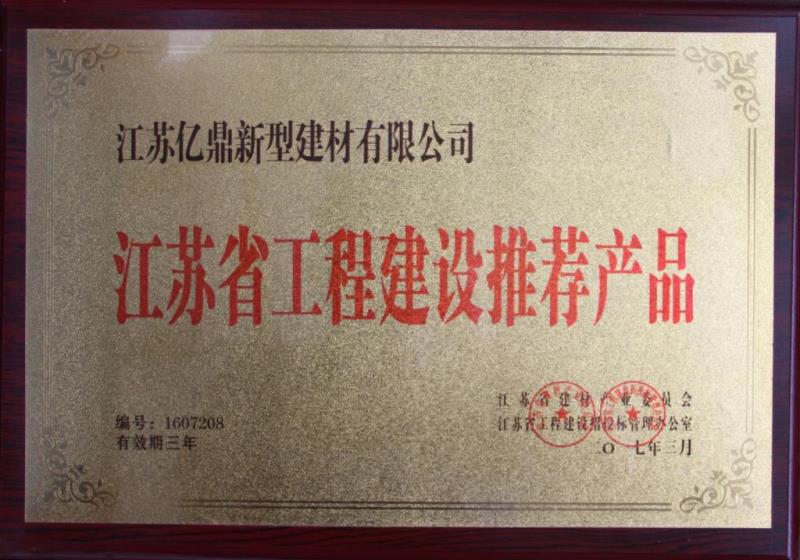 江苏亿鼎新型建材有限公司
江苏省工程建设推荐产品
编号：1607208
有效期三年
江苏省建材产业委员会
江苏省工程建设招投标管理办公室
二〇一七年三月